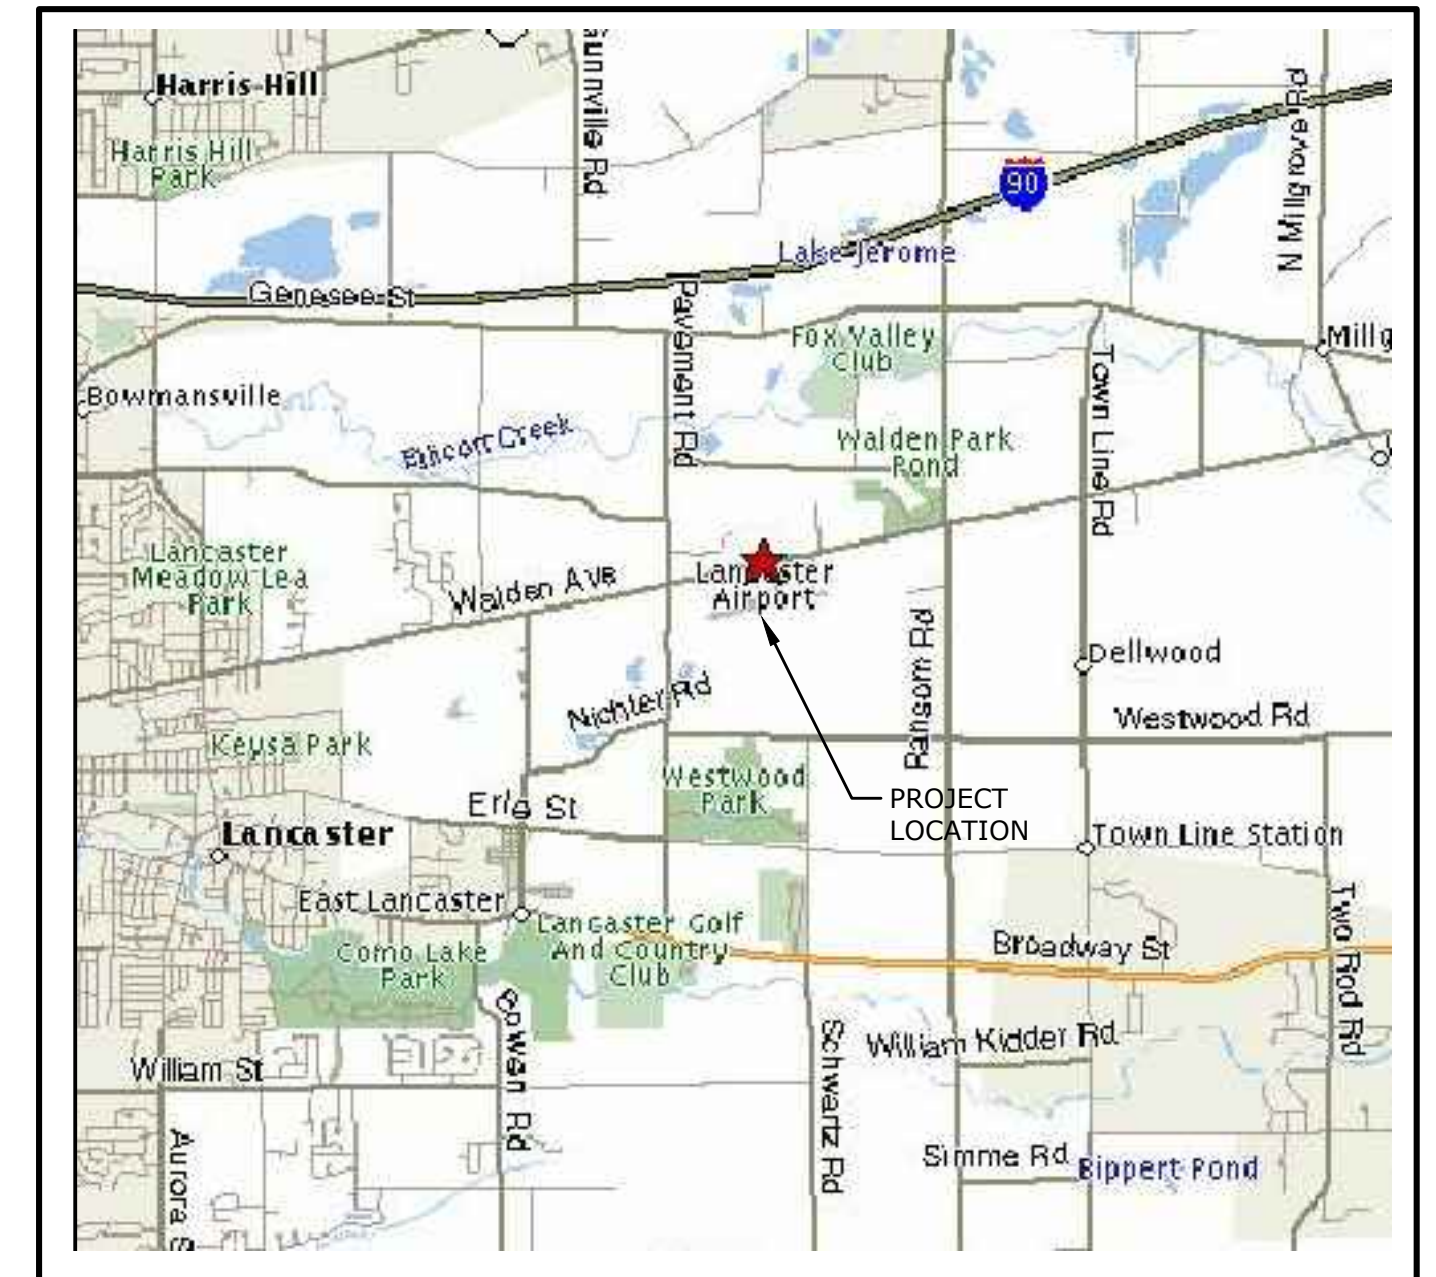 Harris Hill
Harris Hill
Park
Gunnville Rd
90
N Millgrove Rd
Lake Jerome
Genesee St
Pavement Rd
Fox Valley
Club
Millg
Town Line Rd
Bowmansville
Ellicott Creek
Walden Park
Pond
Lancaster
Meadow Lea
Park
Walden Ave
Lancaster
Airport
Ransom Rd
Dellwood
Nichter Rd
Westwood Rd
Keysa Park
Westwood
Park
Erie St
PROJECT
LOCATION
Lancaster
Town Line Station
East Lancaster
Two Rod Rd
Lancaster Golf
And Country
Club
Como Lake
Park
Broadway St
Bowen Rd
Schwartz Rd
William Kidder Rd
William St
Aurora S
Simme Rd
Bippert Pond